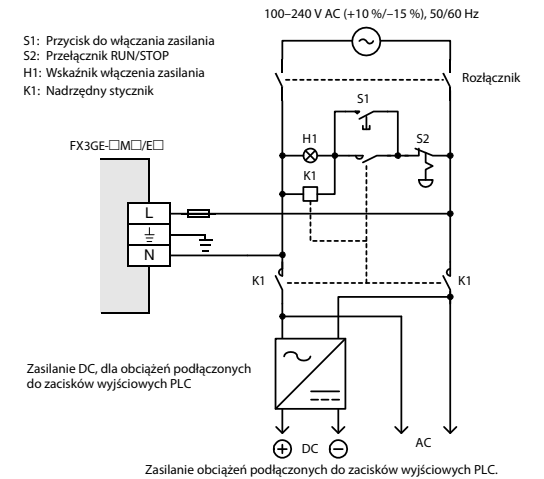 100–240 V AC (+10 %/–15 %), 50/60 Hz
S1: Przycisk do włączania zasilania
S2: Przełącznik RUN/STOP
H1: Wskaźnik włączenia zasilania
K1: Nadrzędny stycznik
Rozłącznik
S1
H1
S2
K1
FX3GE-□M□/E□
L
N
K1
K1
Zasilanie DC, dla obciążeń podłączonych
do zacisków wyjściowych PLC
DC
AC
Zasilanie obciążeń podłączonych do zacisków wyjściowych PLC.